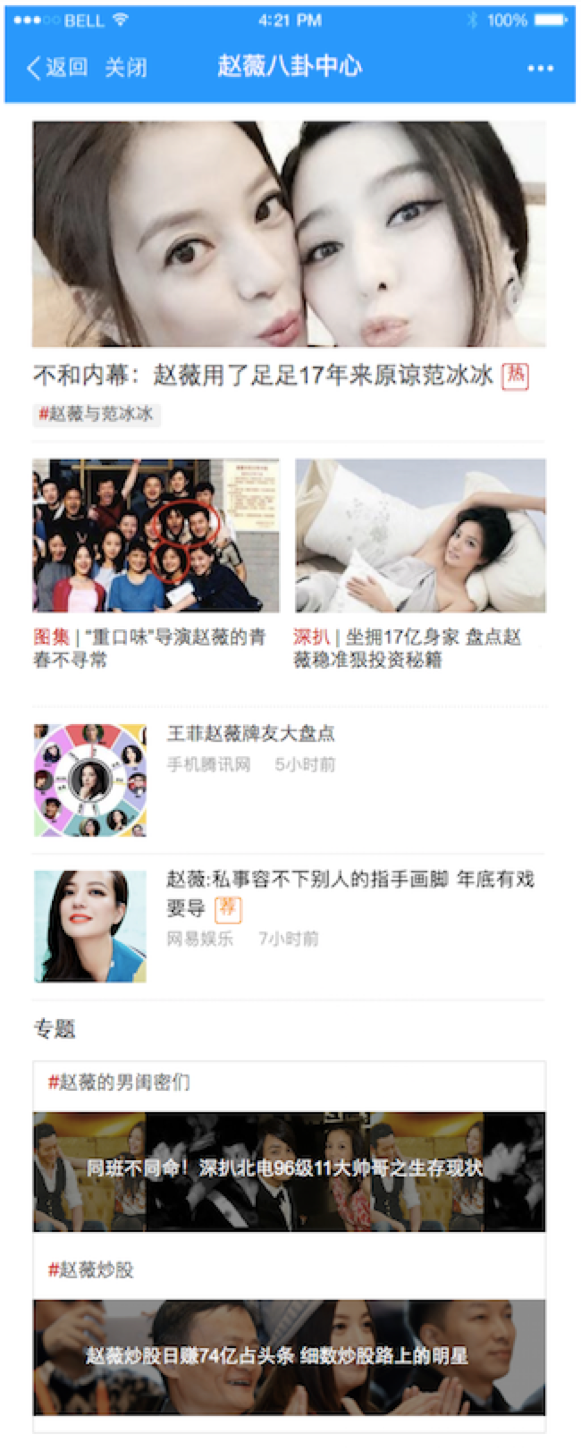 BELL 4:21 PM 100%
返回 关闭 赵薇八卦中心
不和内幕：赵薇用了足足17年来原谅范冰冰 热
#赵薇与范冰冰
图集 | “重口味”导演赵薇的青
春不寻常
深扒 | 坐拥17亿身家 盘点赵
薇稳准狠投资秘籍
王菲赵薇牌友大盘点
手机腾讯网 5小时前
赵薇:私事容不下别人的指手画脚 年底有戏
要导 荐
网易娱乐 7小时前
专题
#赵薇的男闺密们
同班不同命！深扒北电96级11大帅哥之生存现状
#赵薇炒股
赵薇炒股日赚74亿占头条 细数炒股路上的明星